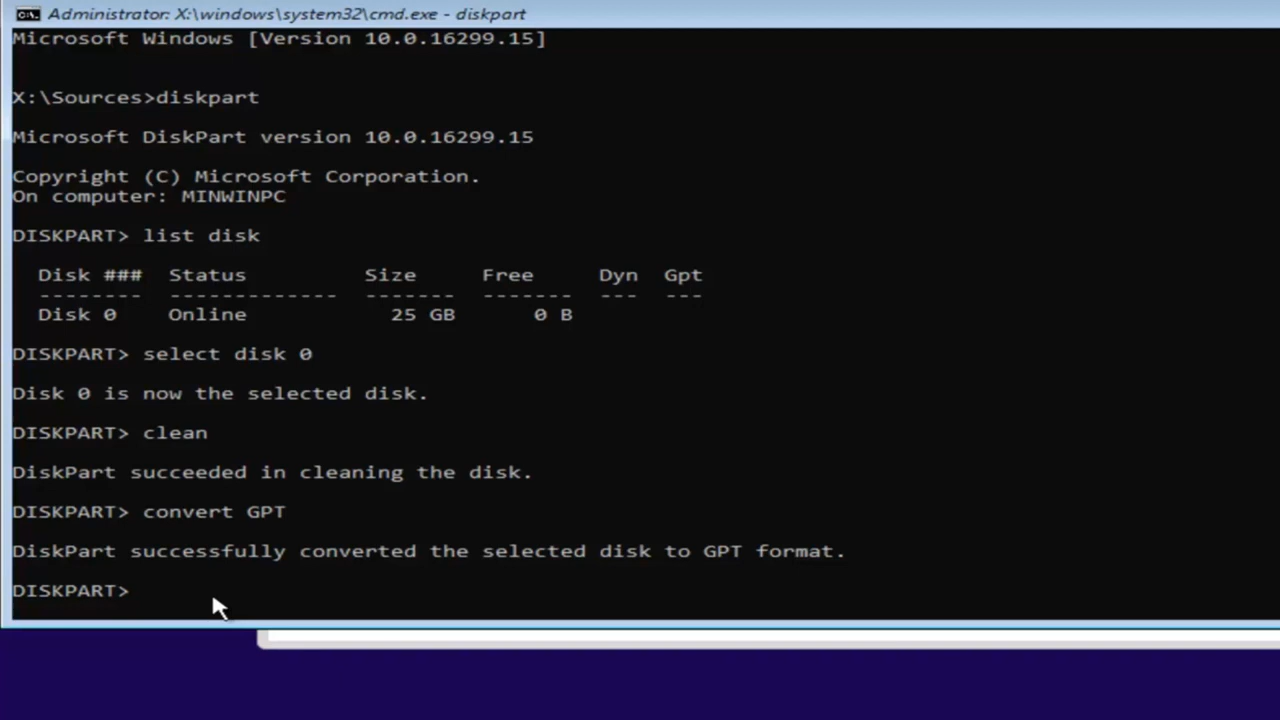 Administrator: X:\windows\system32\cmd.exe - diskpart
Microsoft Windows [Version 10.0.16299.15]
X:\Sources>diskpart
Microsoft DiskPart version 10.0.16299.15
Copyright (C) Microsoft Corporation.
On computer: MINWINPC
DISKPART> list disk
Disk ###  Status         Size     Free     Dyn  Gpt
--------  -------------  -------  -------  ---  ---
Disk 0    Online           25 GB      0 B
DISKPART> select disk 0
Disk 0 is now the selected disk.
DISKPART> clean
DiskPart succeeded in cleaning the disk.
DISKPART> convert GPT
DiskPart successfully converted the selected disk to GPT format.
DISKPART>